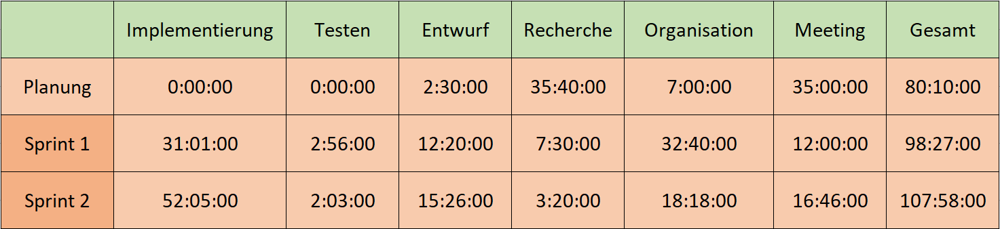 Implementierung Testen Entwurf Recherche Organisation Meeting Gesamt
Planung 0:00:00 0:00:00 2:30:00 35:40:00 7:00:00 35:00:00 80:10:00
Sprint 1 31:01:00 2:56:00 12:20:00 7:30:00 32:40:00 12:00:00 98:27:00
Sprint 2 52:05:00 2:03:00 15:26:00 3:20:00 18:18:00 16:46:00 107:58:00